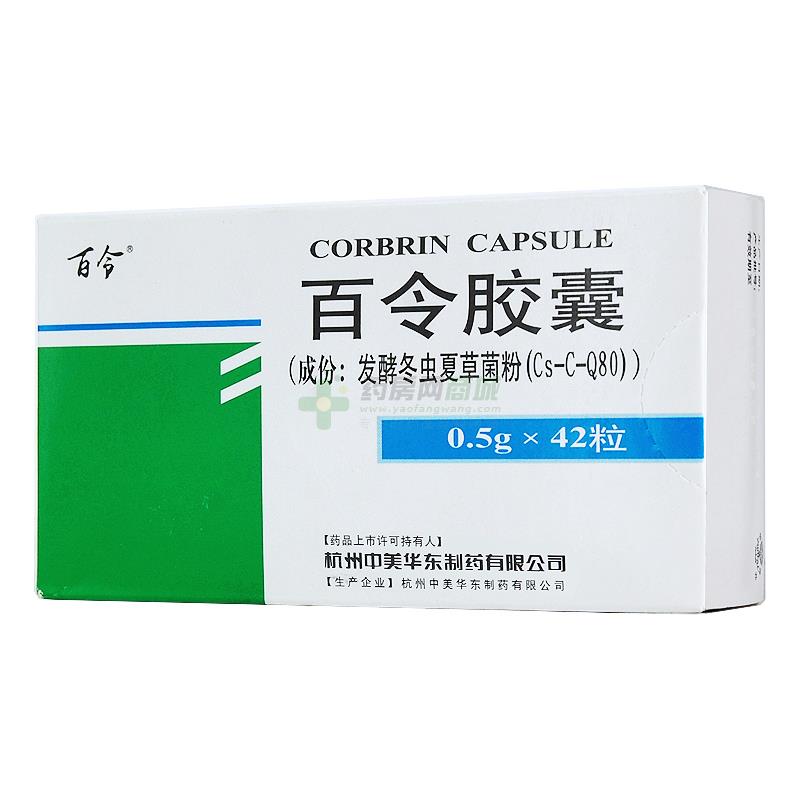 百令®
CORBRIN CAPSULE
百令胶囊
(成份: 发酵冬虫夏草菌粉(Cs-C-Q80))
药房网商城
www.yaofangwang.com
0.5g × 42粒
【药品上市许可持有人】
杭州中美华东制药有限公司
【生产企业】杭州中美华东制药有限公司